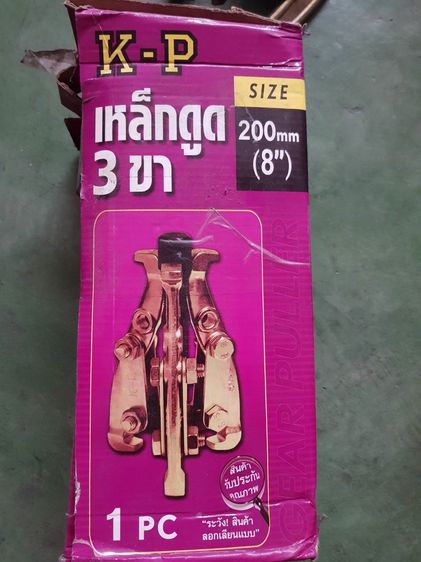 K-P
SIZE
เหล็กดูด
3 ขา
200mm
(8")
GEAR PULLER
สินค้า
รับประกัน
คุณภาพ
1 PC
"ระวัง! สินค้า
ลอกเลียนแบบ"